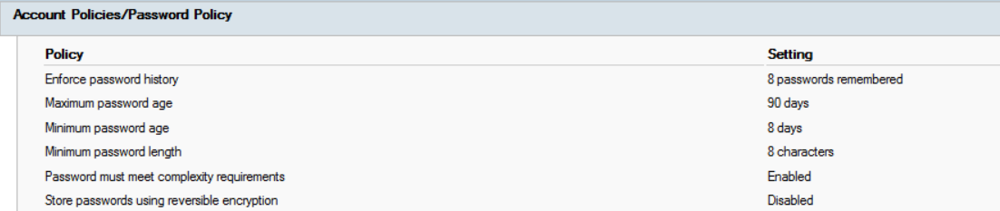 Account Policies/Password Policy
Policy Setting
Enforce password history 8 passwords remembered
Maximum password age 90 days
Minimum password age 8 days
Minimum password length 8 characters
Password must meet complexity requirements Enabled
Store passwords using reversible encryption Disabled